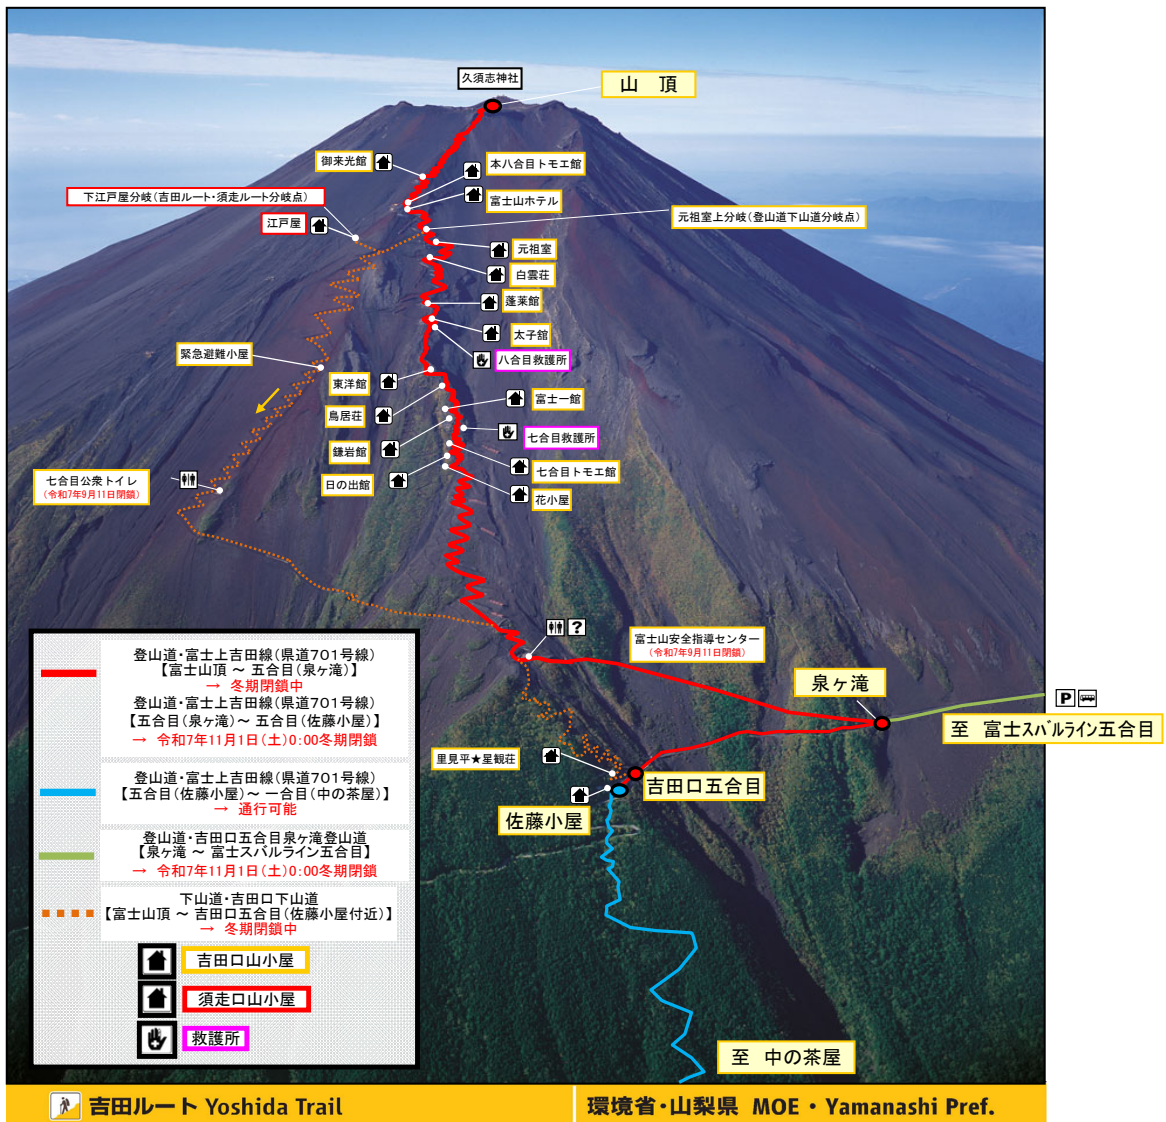 久須志神社
山 頂
御来光館
本八合目トモエ館
下江戸屋分岐(吉田ルート・須走ルート分岐点)
富士山ホテル
江戸屋
元祖室上分岐(登山道下山道分岐点)
元祖室
白雲荘
蓬莱館
太子舘
緊急避難小屋
八合目救護所
東洋館
富士一館
鳥居荘
七合目救護所
鎌岩館
七合目トモエ館
日の出館
花小屋
七合目公衆トイレ
(令和7年9月11日閉鎖)
?
富士山安全指導センター
(令和7年9月11日閉鎖)
泉ヶ滝
P
至 富士スバルライン五合目
里見平★星観荘
吉田口五合目
佐藤小屋
至 中の茶屋
登山道・富士上吉田線(県道701号線)
【富士山頂 ~ 五合目(泉ヶ滝)】
→ 冬期閉鎖中
登山道・富士上吉田線(県道701号線)
【五合目(泉ヶ滝)~ 五合目(佐藤小屋)】
→ 令和7年11月1日(土)0:00冬期閉鎖
登山道・富士上吉田線(県道701号線)
【五合目(佐藤小屋)~ 一合目(中の茶屋)】
→ 通行可能
登山道・吉田口五合目泉ヶ滝登山道
【泉ヶ滝 ~ 富士スバルライン五合目】
→ 令和7年11月1日(土)0:00冬期閉鎖
下山道・吉田口下山道
【富士山頂 ~ 吉田口五合目(佐藤小屋付近)】
→ 冬期閉鎖中
吉田口山小屋
須走口山小屋
救護所
吉田ルート Yoshida Trail
環境省・山梨県 MOE・Yamanashi Pref.